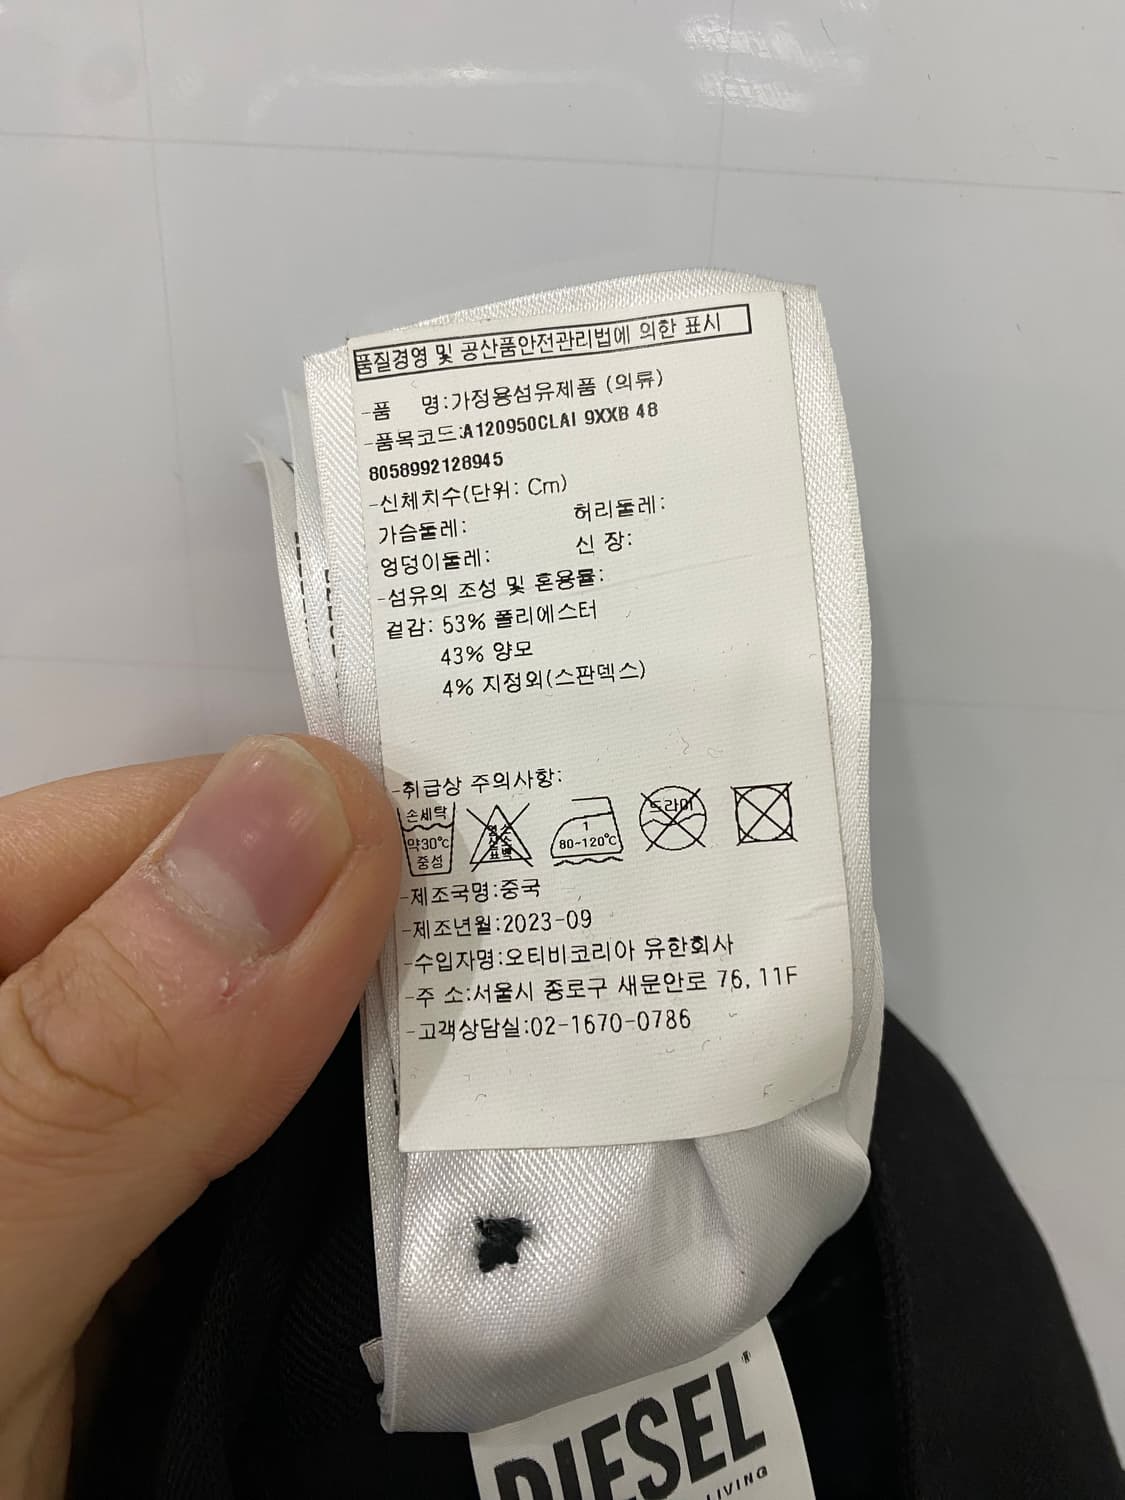 품질경영 및 공산품안전관리법에 의한 표시
-품 명:가정용섬유제품 (의류)
-품목코드:A120950CLAI 9XXB 48
8058992128945
-신체치수(단위: Cm)
가슴둘레: 허리둘레:
엉덩이둘레: 신 장:
-섬유의 조성 및 혼용률:
겉감: 53% 폴리에스터
43% 양모
4% 지정외(스판덱스)
-취급상 주의사항:
손세탁
약30℃
중성
염소
산소
표백
1
80~120℃
드라이
-제조국명:중국
-제조년월:2023-09
-수입자명:오티비코리아 유한회사
-주 소:서울시 종로구 새문안로 76, 11F
-고객상담실:02-1670-0786
DIESEL®
LIVING